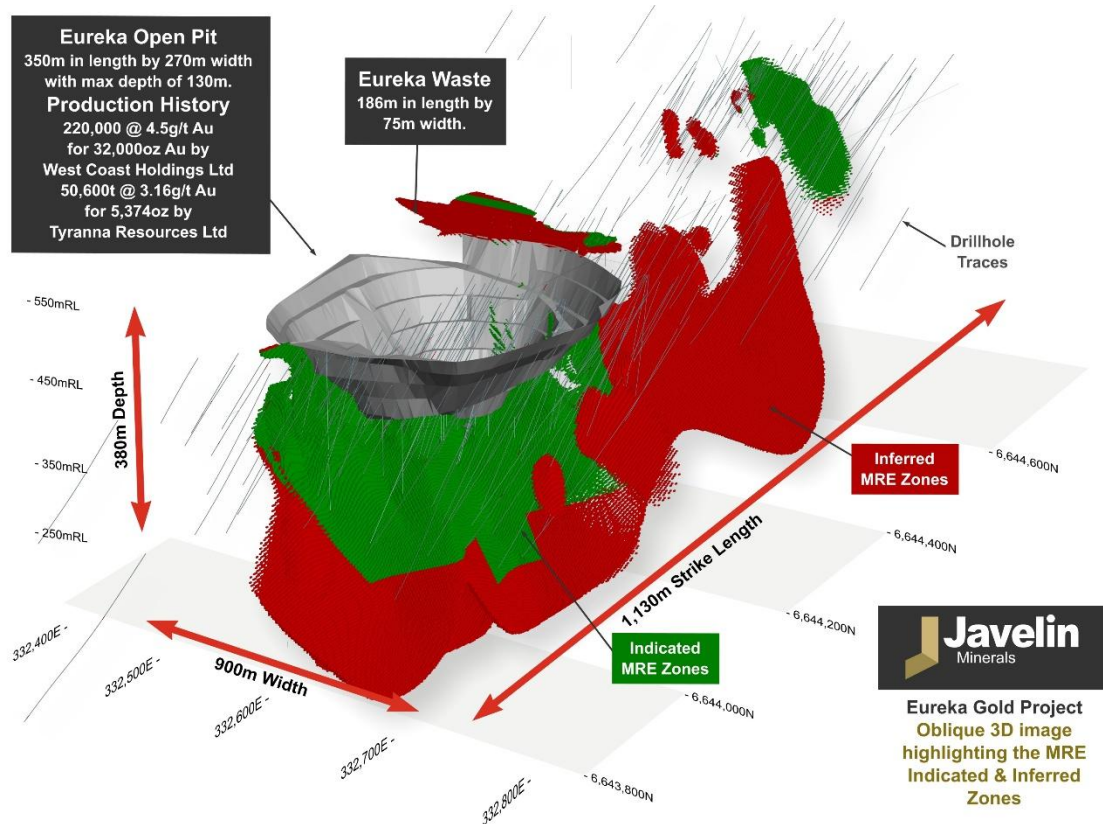 Eureka Open Pit
350m in length by 270m width
with max depth of 130m.
Production History
220,000 @ 4.5g/t Au
for 32,000oz Au by
West Coast Holdings Ltd
50,600t @ 3.16g/t Au
for 5,374oz by
Tyranna Resources Ltd
Eureka Waste
186m in length by
75m width.
Drillhole
Traces
- 550mRL
- 450mRL
- 350mRL
- 250mRL
380m Depth
Inferred
MRE Zones
Indicated
MRE Zones
1,130m Strike Length
900m Width
332,400E -
332,500E -
332,600E -
332,700E -
332,800E -
- 6,644,600N
- 6,644,400N
- 6,644,200N
- 6,644,000N
- 6,643,800N
Javelin
Minerals
Eureka Gold Project
Oblique 3D image
highlighting the MRE
Indicated & Inferred
Zones